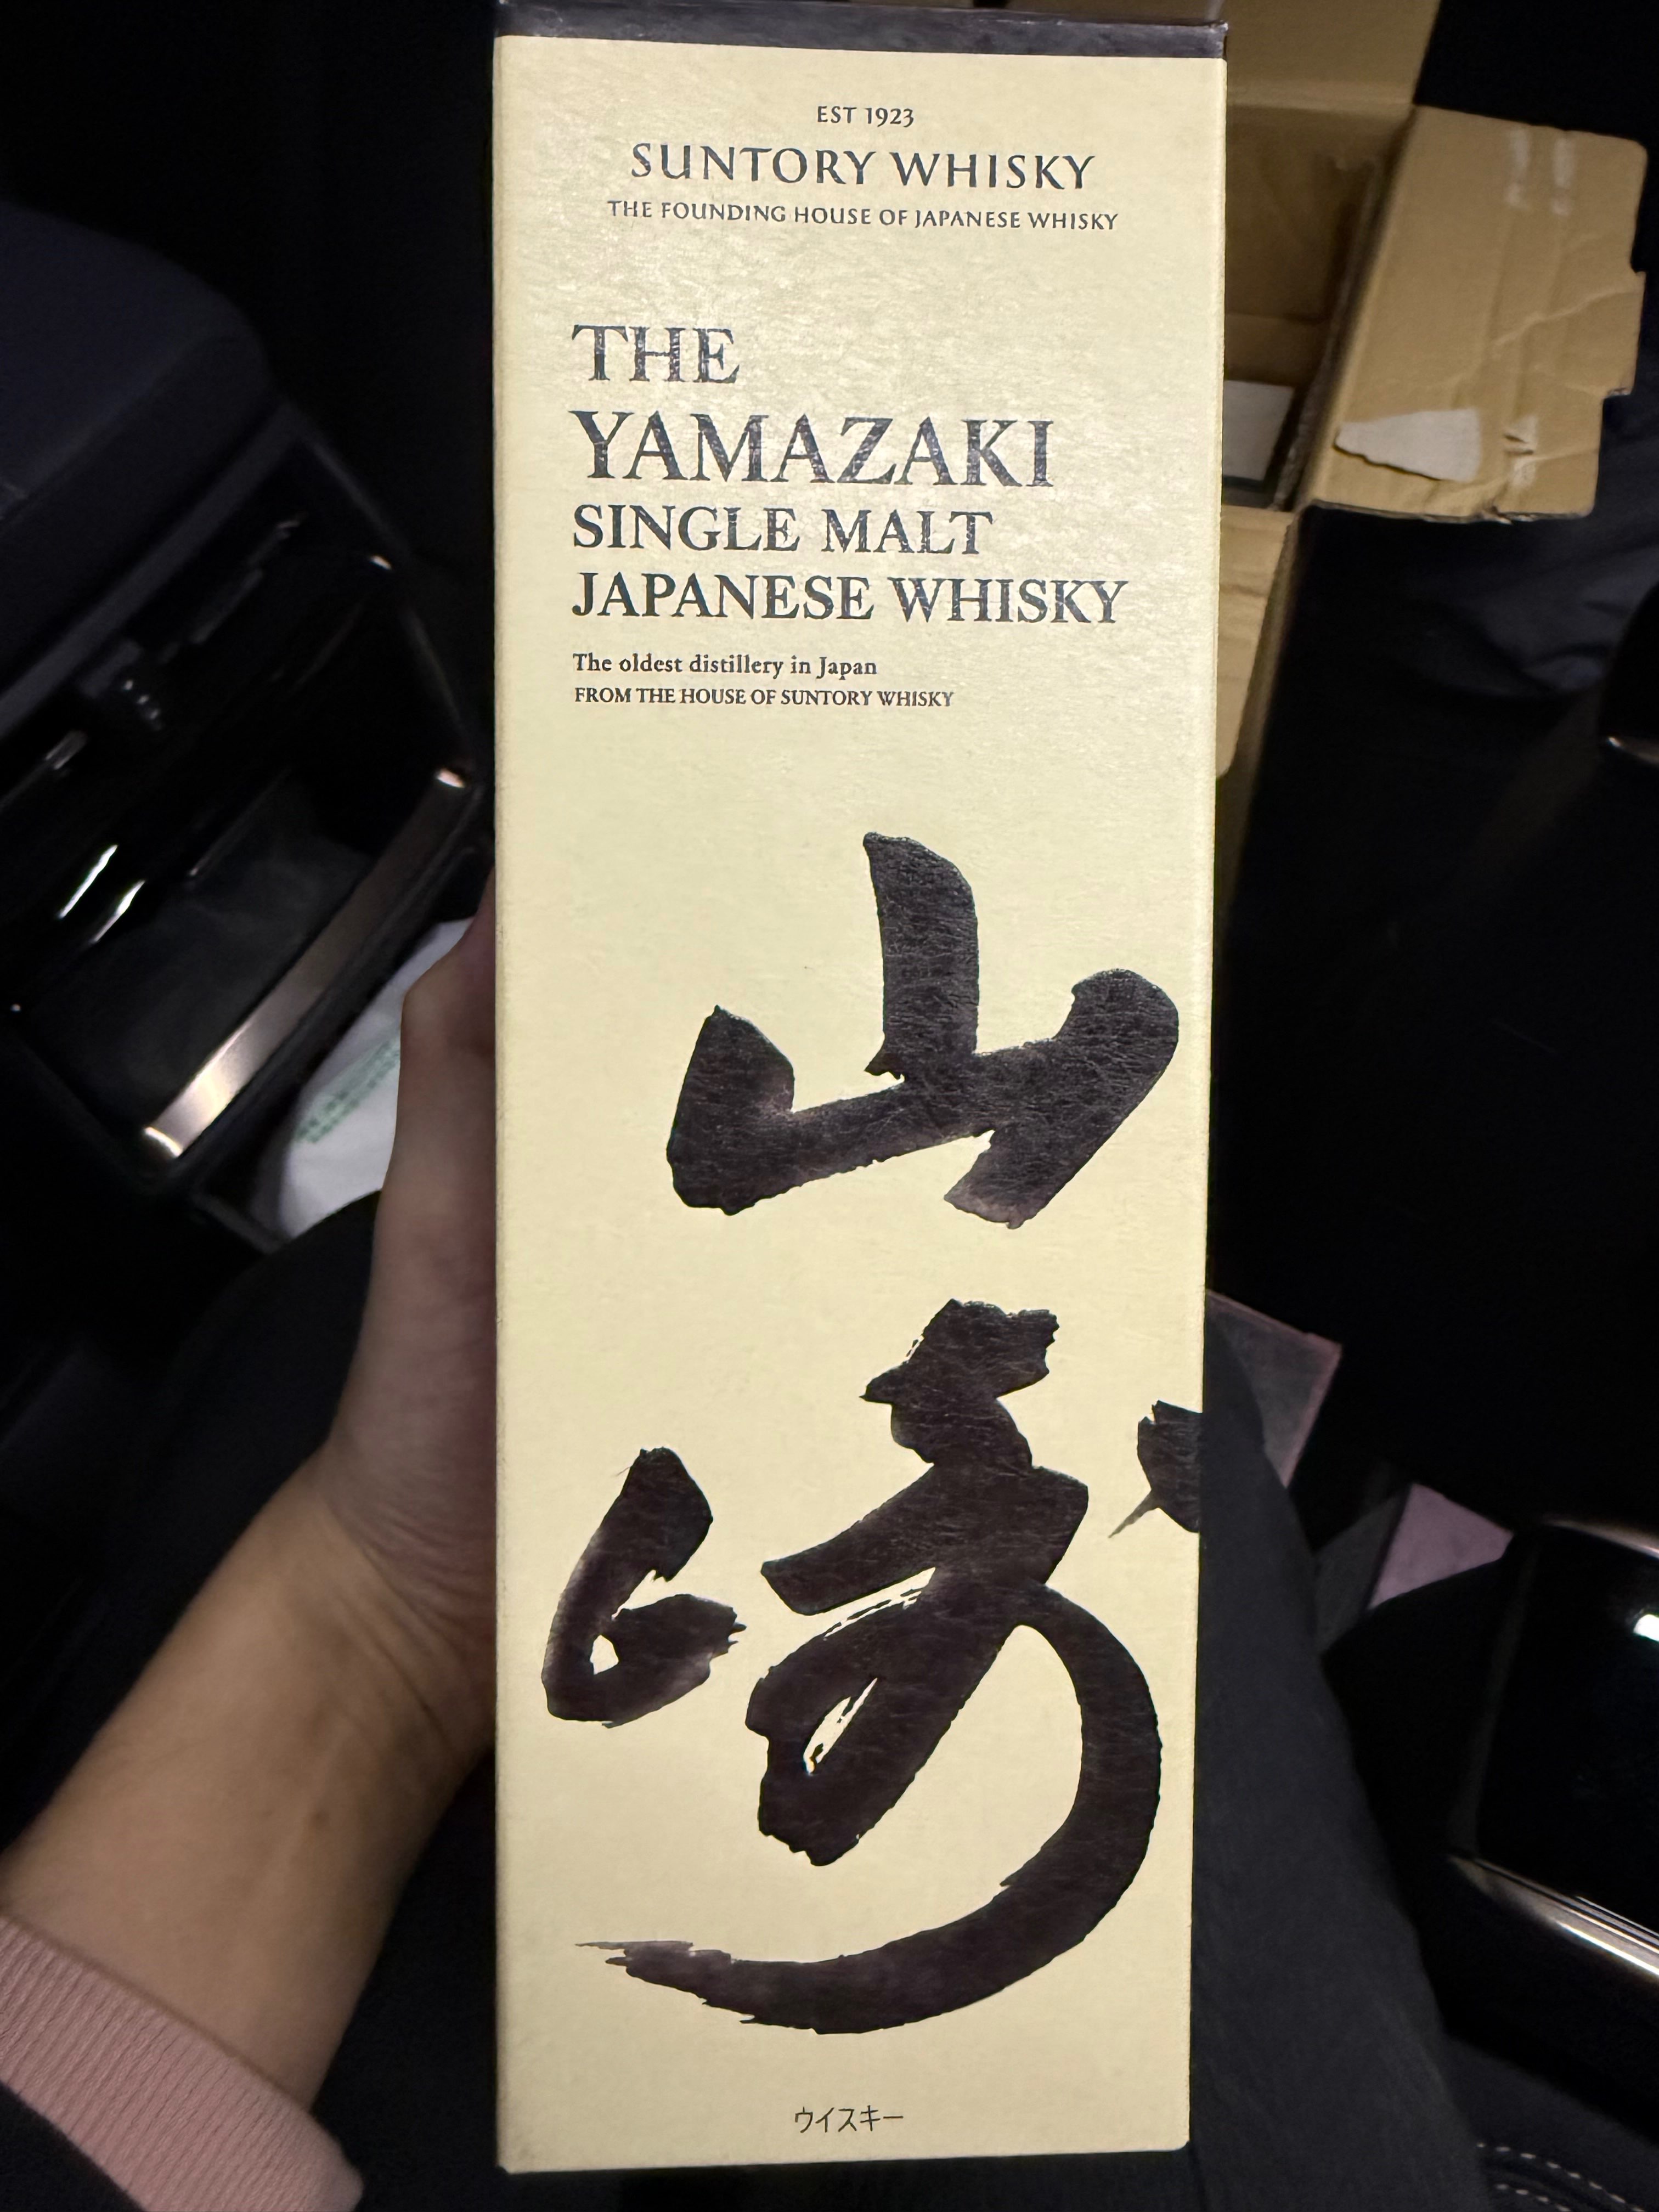 EST 1923
SUNTORY WHISKY
THE FOUNDING HOUSE OF JAPANESE WHISKY
THE
YAMAZAKI
SINGLE MALT
JAPANESE WHISKY
The oldest distillery in Japan
FROM THE HOUSE OF SUNTORY WHISKY
山
崎
ウイスキー